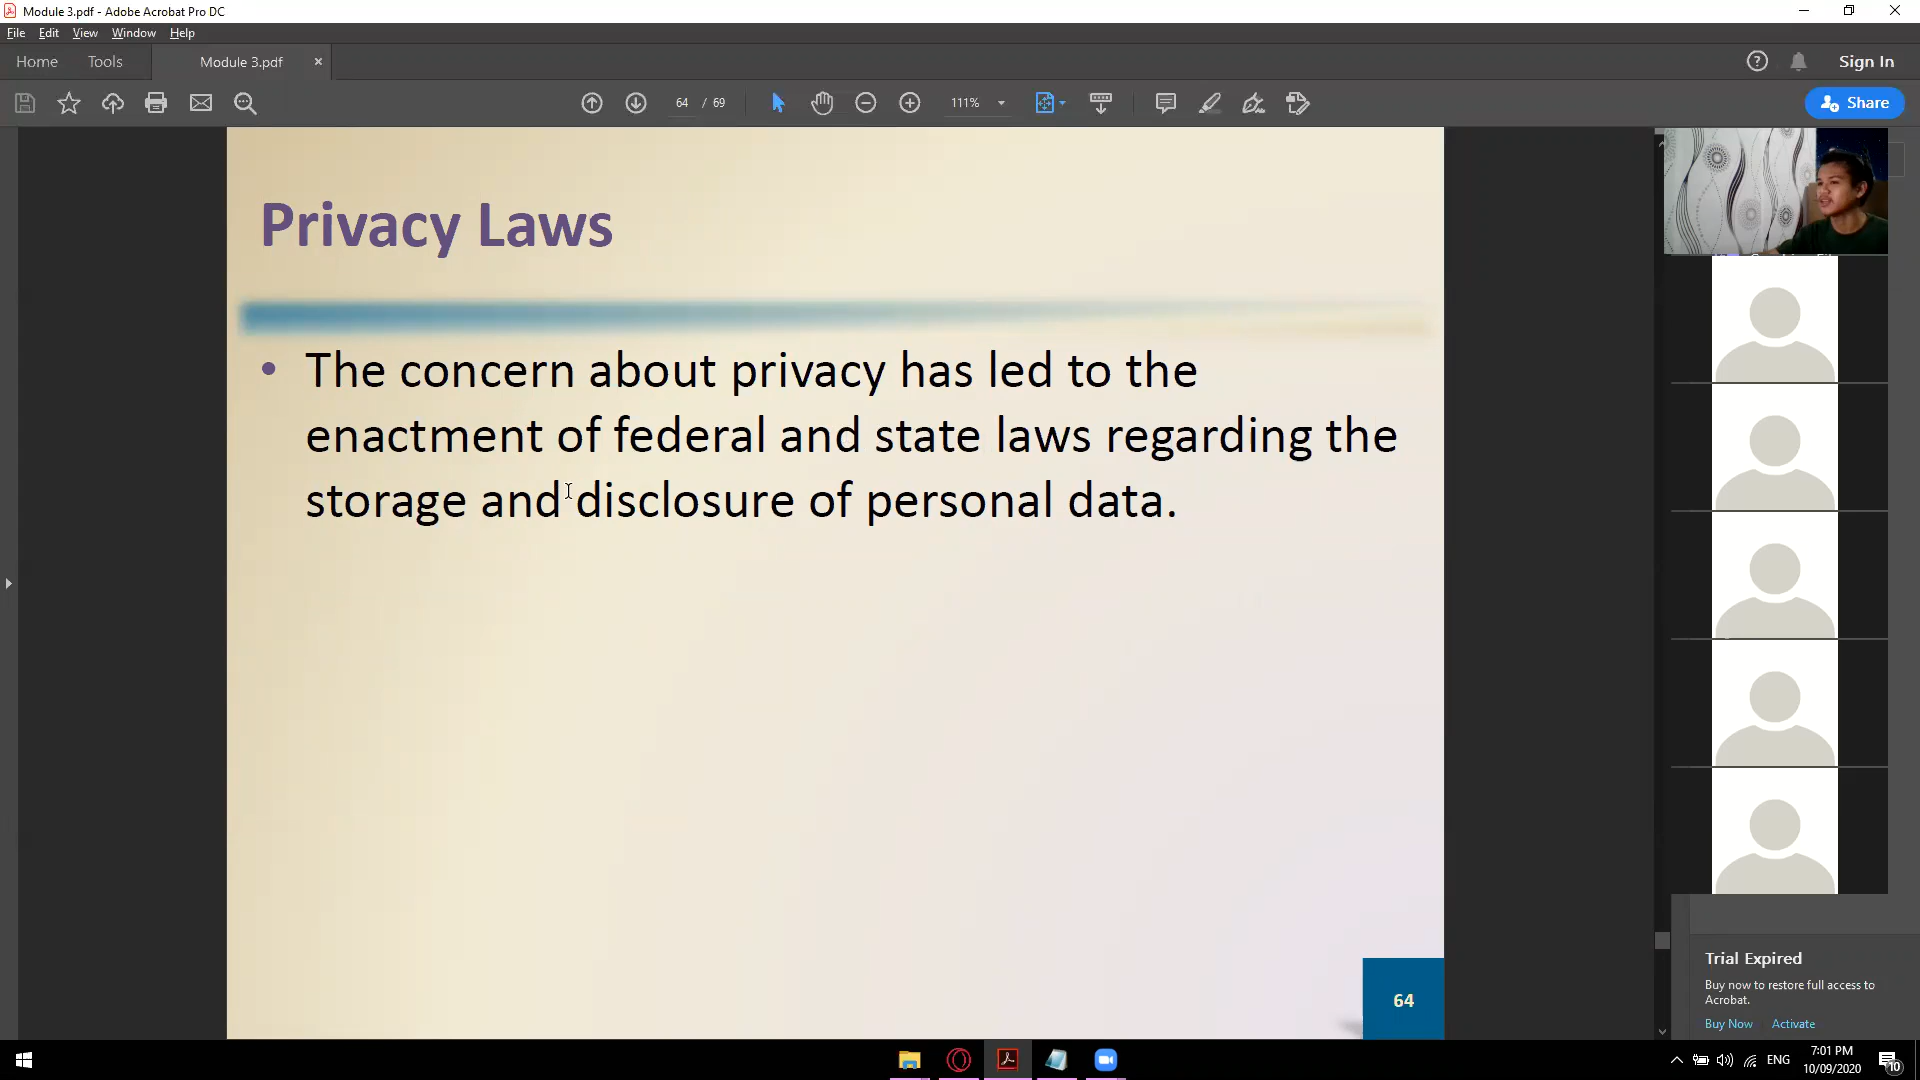 Module 3.pdf - Adobe Acrobat Pro DC
File Edit View Window Help
Home Tools Module 3.pdf × Sign In
64 / 69 111% Share
Privacy Laws
• The concern about privacy has led to the
enactment of federal and state laws regarding the
storage and disclosure of personal data.
64
Trial Expired
Buy now to restore full access to
Acrobat.
Buy Now Activate
ENG
7:01 PM
10/09/2020
10